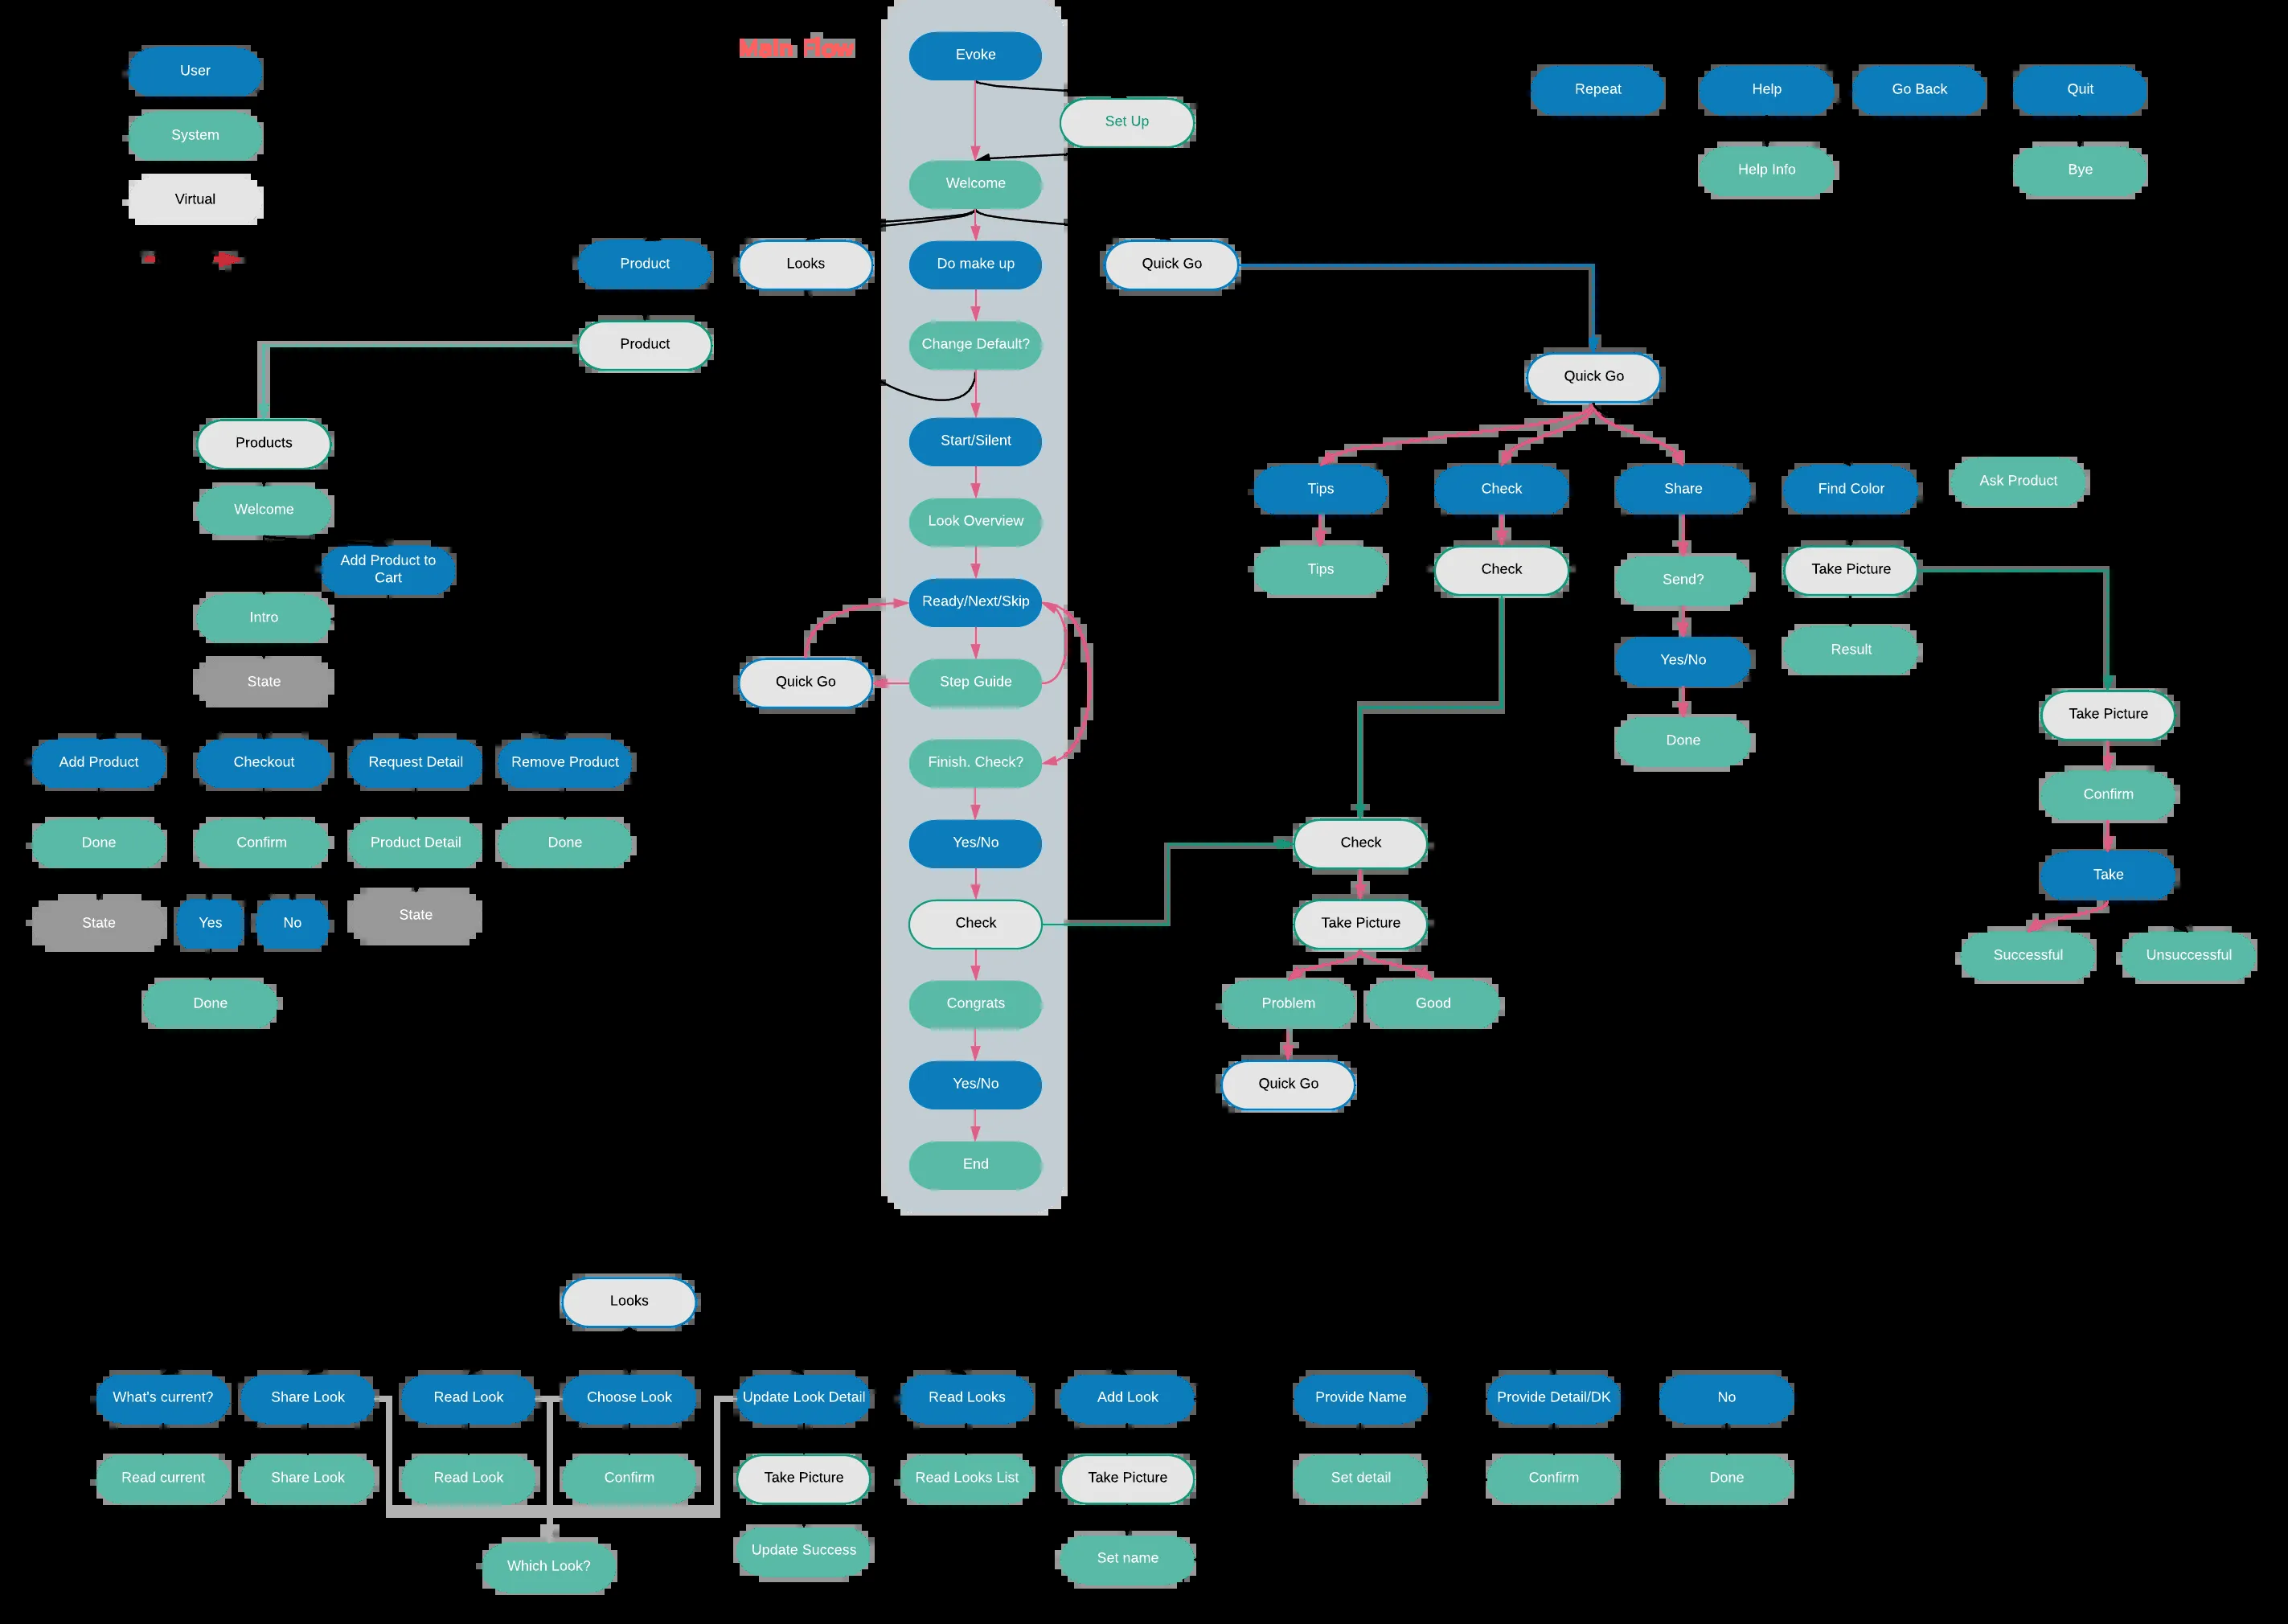 Main Flow
User
System
Virtual
Evoke
Set Up
Welcome
Repeat
Help
Go Back
Quit
Help Info
Bye
Product
Looks
Do make up
Quick Go
Product
Change Default?
Quick Go
Products
Start/Silent
Welcome
Look Overview
Tips
Check
Share
Find Color
Ask Product
Add Product to
Cart
Intro
Ready/Next/Skip
Tips
Check
Send?
Take Picture
State
Quick Go
Step Guide
Yes/No
Result
Take Picture
Add Product
Checkout
Request Detail
Remove Product
Finish. Check?
Done
Confirm
Done
Confirm
Product Detail
Done
Yes/No
Check
Take
State
Yes
No
State
Check
Take Picture
Successful
Unsuccessful
Done
Congrats
Problem
Good
Yes/No
Quick Go
End
Looks
What's current?
Share Look
Read Look
Choose Look
Update Look Detail
Read Looks
Add Look
Provide Name
Provide Detail/DK
No
Read current
Share Look
Read Look
Confirm
Take Picture
Read Looks List
Take Picture
Set detail
Confirm
Done
Which Look?
Update Success
Set name